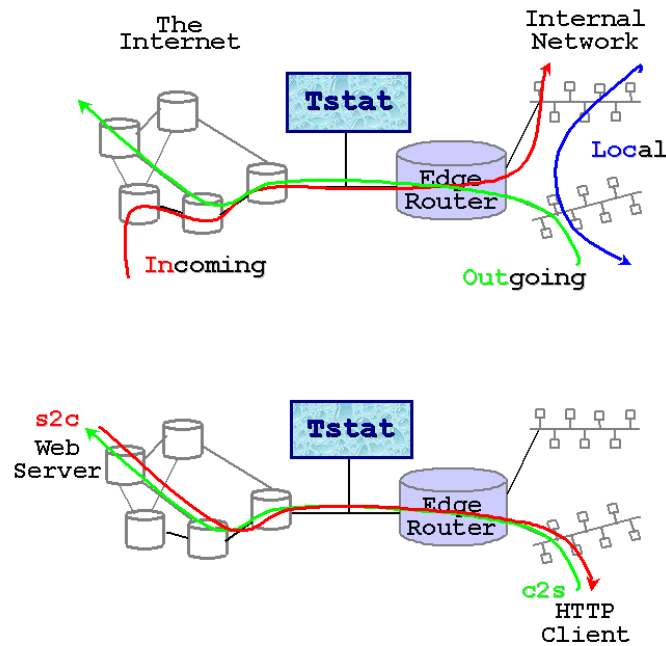 The
Internet
Internal
Network
Tstat
Local
Edge
Router
Incoming
Outgoing
s2c
Web
Server
Tstat
Edge
Router
c2s
HTTP
Client